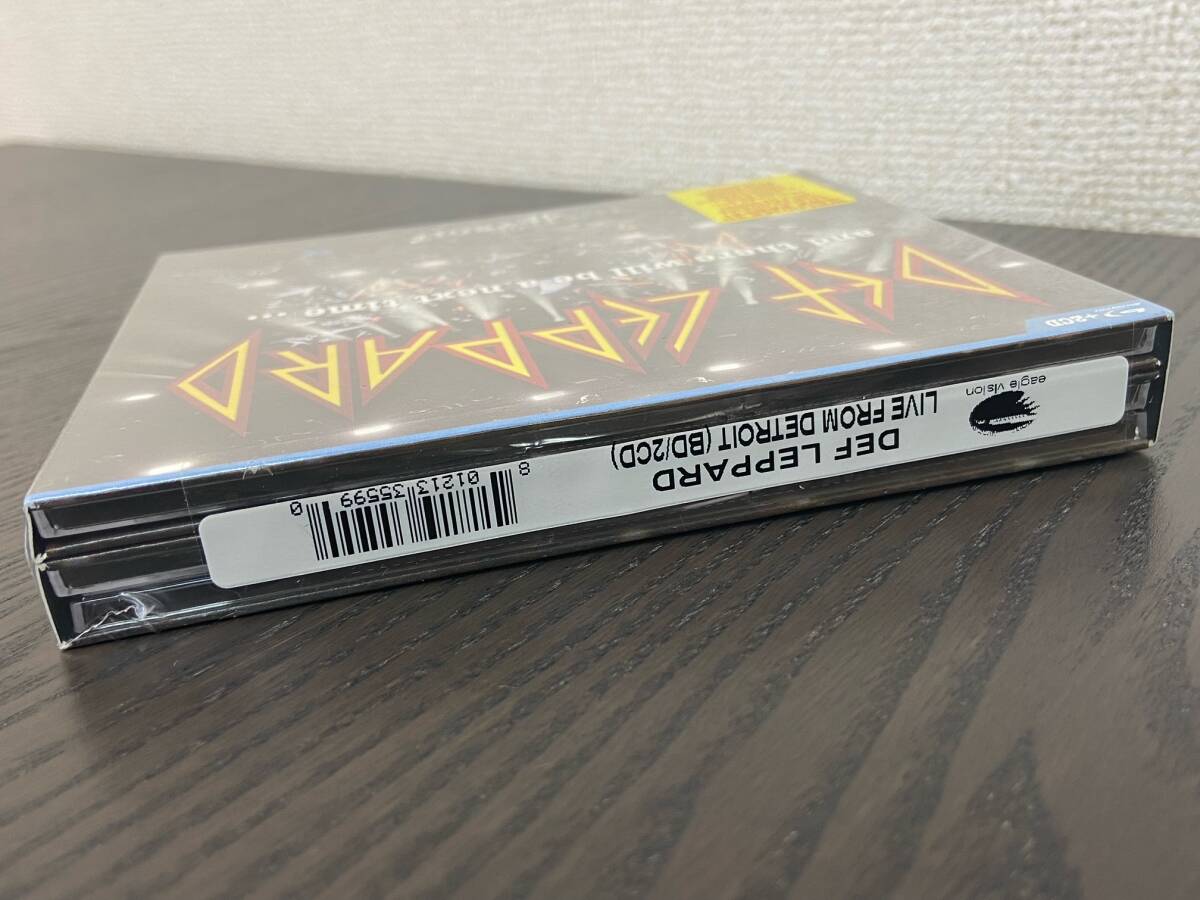 DEF LEPPARD
and there will be a next time ...
+2CD
eagle vision
DEF LEPPARD
LIVE FROM DETROIT (BD/2CD)
8 01213 35599 0